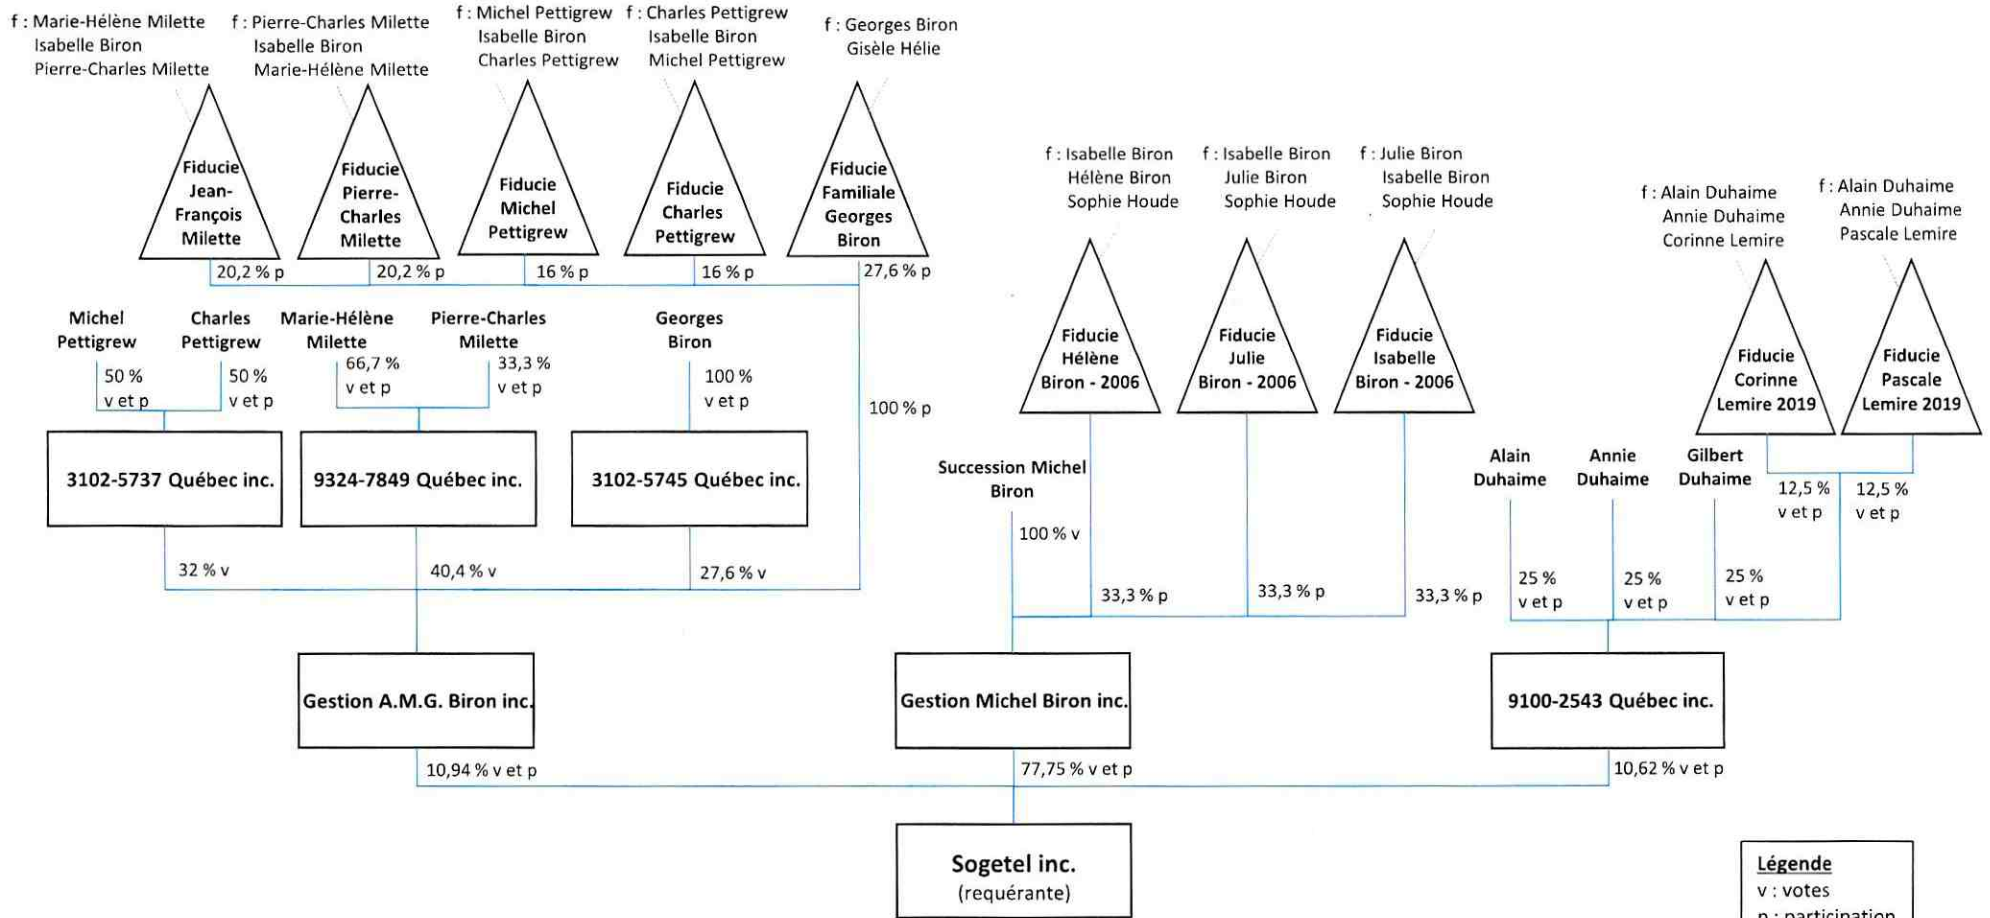 f : Marie-Hélène Milette
Isabelle Biron
Pierre-Charles Milette
f : Pierre-Charles Milette
Isabelle Biron
Marie-Hélène Milette
f : Michel Pettigrew
Isabelle Biron
Charles Pettigrew
f : Charles Pettigrew
Isabelle Biron
Michel Pettigrew
f : Georges Biron
Gisèle Hélie
Fiducie
Jean-
François
Milette
Fiducie
Pierre-
Charles
Milette
Fiducie
Michel
Pettigrew
Fiducie
Charles
Pettigrew
Fiducie
Familiale
Georges
Biron
20,2 % p
20,2 % p
16 % p
16 % p
27,6 % p
f : Isabelle Biron
Hélène Biron
Sophie Houde
f : Isabelle Biron
Julie Biron
Sophie Houde
f : Julie Biron
Isabelle Biron
Sophie Houde
f : Alain Duhaime
Annie Duhaime
Corinne Lemire
f : Alain Duhaime
Annie Duhaime
Pascale Lemire
Michel
Pettigrew
Charles
Pettigrew
Marie-Hélène
Milette
Pierre-Charles
Milette
Georges
Biron
50 %
v et p
50 %
v et p
66,7 %
v et p
33,3 %
v et p
100 %
v et p
100 % p
Fiducie
Hélène
Biron - 2006
Fiducie
Julie
Biron - 2006
Fiducie
Isabelle
Biron - 2006
Fiducie
Corinne
Lemire 2019
Fiducie
Pascale
Lemire 2019
3102-5737 Québec inc.
9324-7849 Québec inc.
3102-5745 Québec inc.
Succession Michel
Biron
Alain
Duhaime
Annie
Duhaime
Gilbert
Duhaime
12,5 %
v et p
12,5 %
v et p
100 % v
32 % v
40,4 % v
27,6 % v
33,3 % p
33,3 % p
33,3 % p
25 %
v et p
25 %
v et p
25 %
v et p
Gestion A.M.G. Biron inc.
Gestion Michel Biron inc.
9100-2543 Québec inc.
10,94 % v et p
77,75 % v et p
10,62 % v et p
Sogetel inc.
(requérante)
Légende
v : votes
p : participation